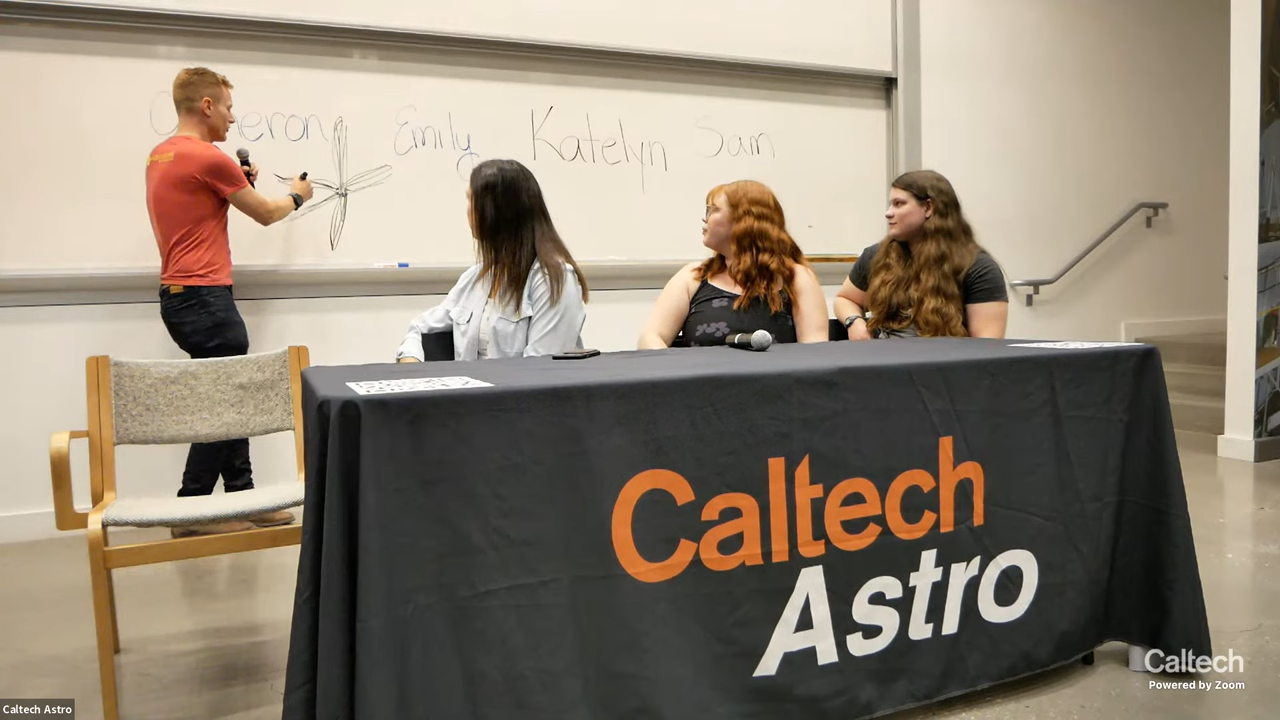 Emily Katelyn Sam
Caltech
Astro
Caltech
Powered by Zoom
Caltech Astro